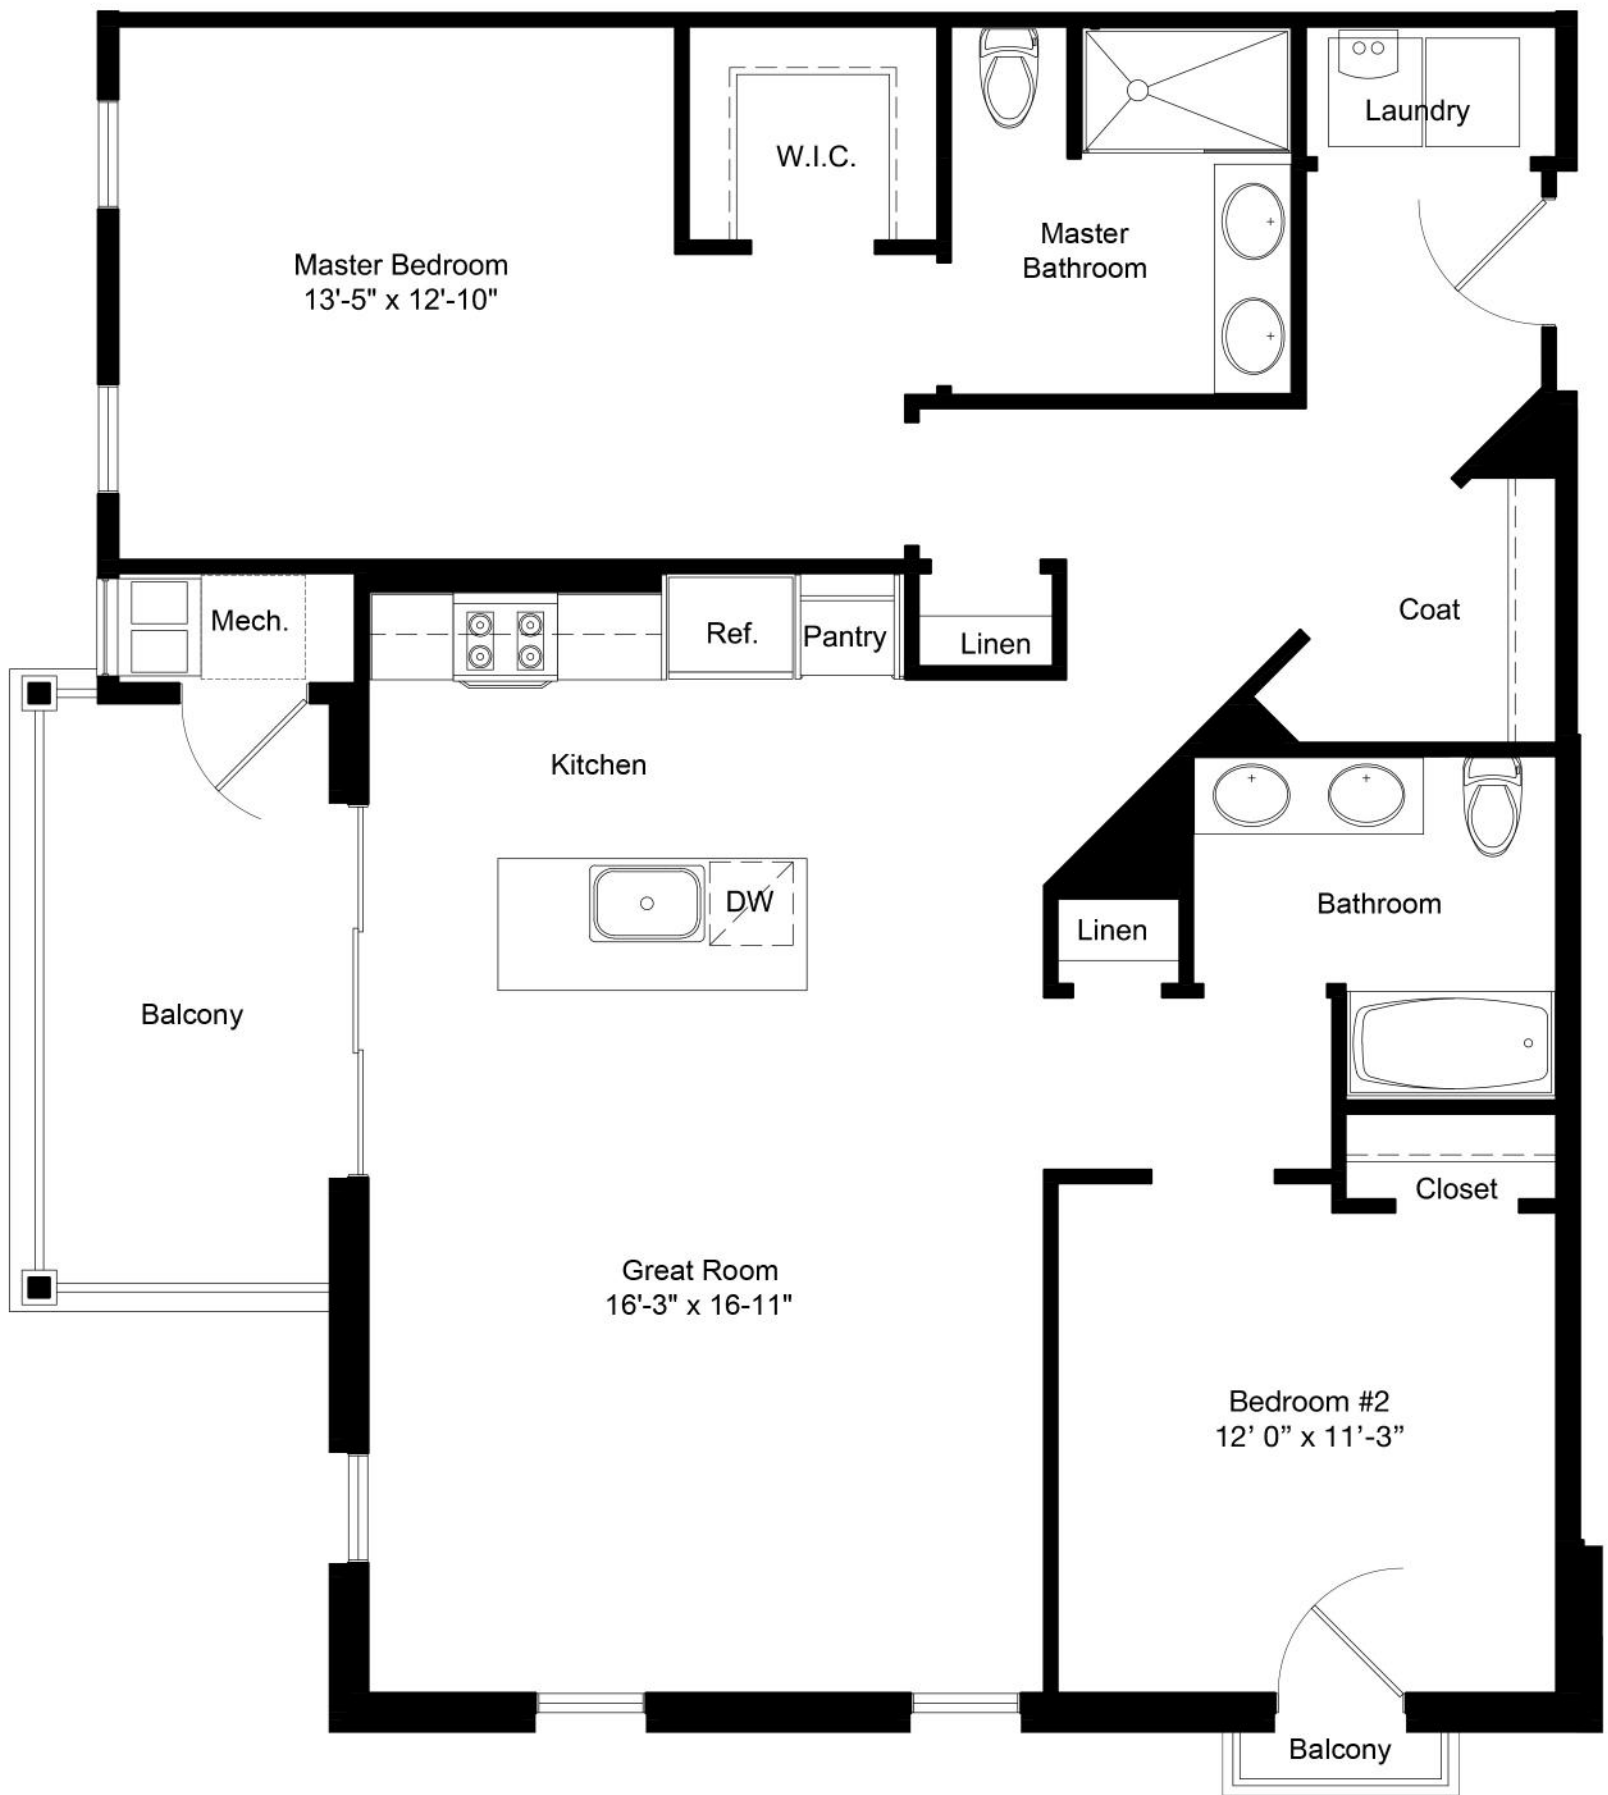 Laundry
W.I.C.
Master
Bathroom
Master Bedroom
13'-5" x 12'-10"
Coat
Mech.
Ref.
Pantry
Linen
Kitchen
DW
Bathroom
Linen
Balcony
Closet
Great Room
16'-3" x 16-11"
Bedroom #2
12’ 0” x 11’-3”
Balcony